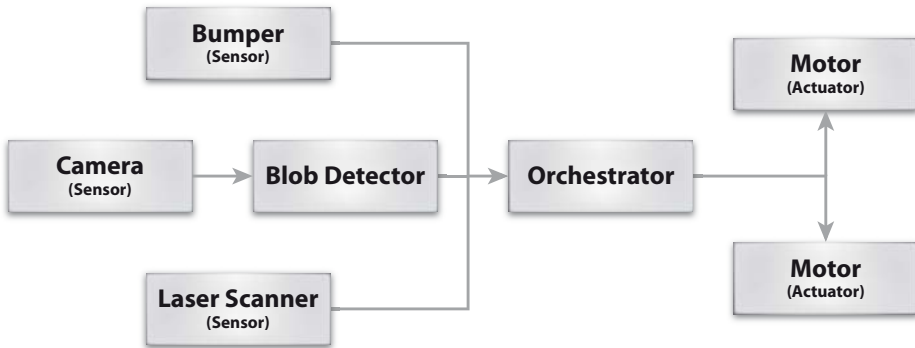 Bumper
(Sensor)
Motor
(Actuator)
Camera
(Sensor)
Blob Detector
Orchestrator
Laser Scanner
(Sensor)
Motor
(Actuator)